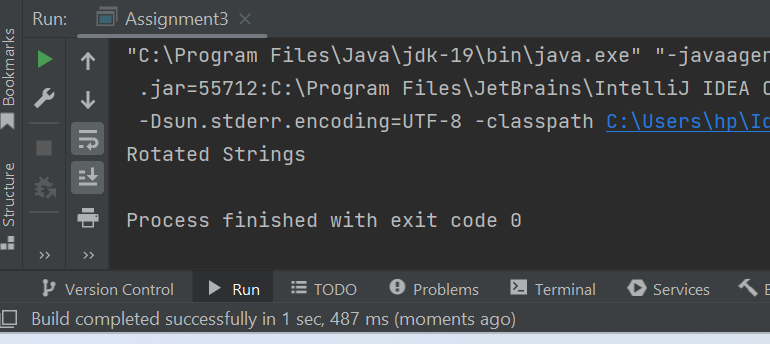 Run: Assignment3
Bookmarks
Structure
"C:\Program Files\Java\jdk-19\bin\java.exe" "-javaagen
.jar=55712:C:\Program Files\JetBrains\IntelliJ IDEA C
-Dsun.stderr.encoding=UTF-8 -classpath C:\Users\hp\Id
Rotated Strings
Process finished with exit code 0
Version Control Run TODO Problems Terminal Services
Build completed successfully in 1 sec, 487 ms (moments ago)